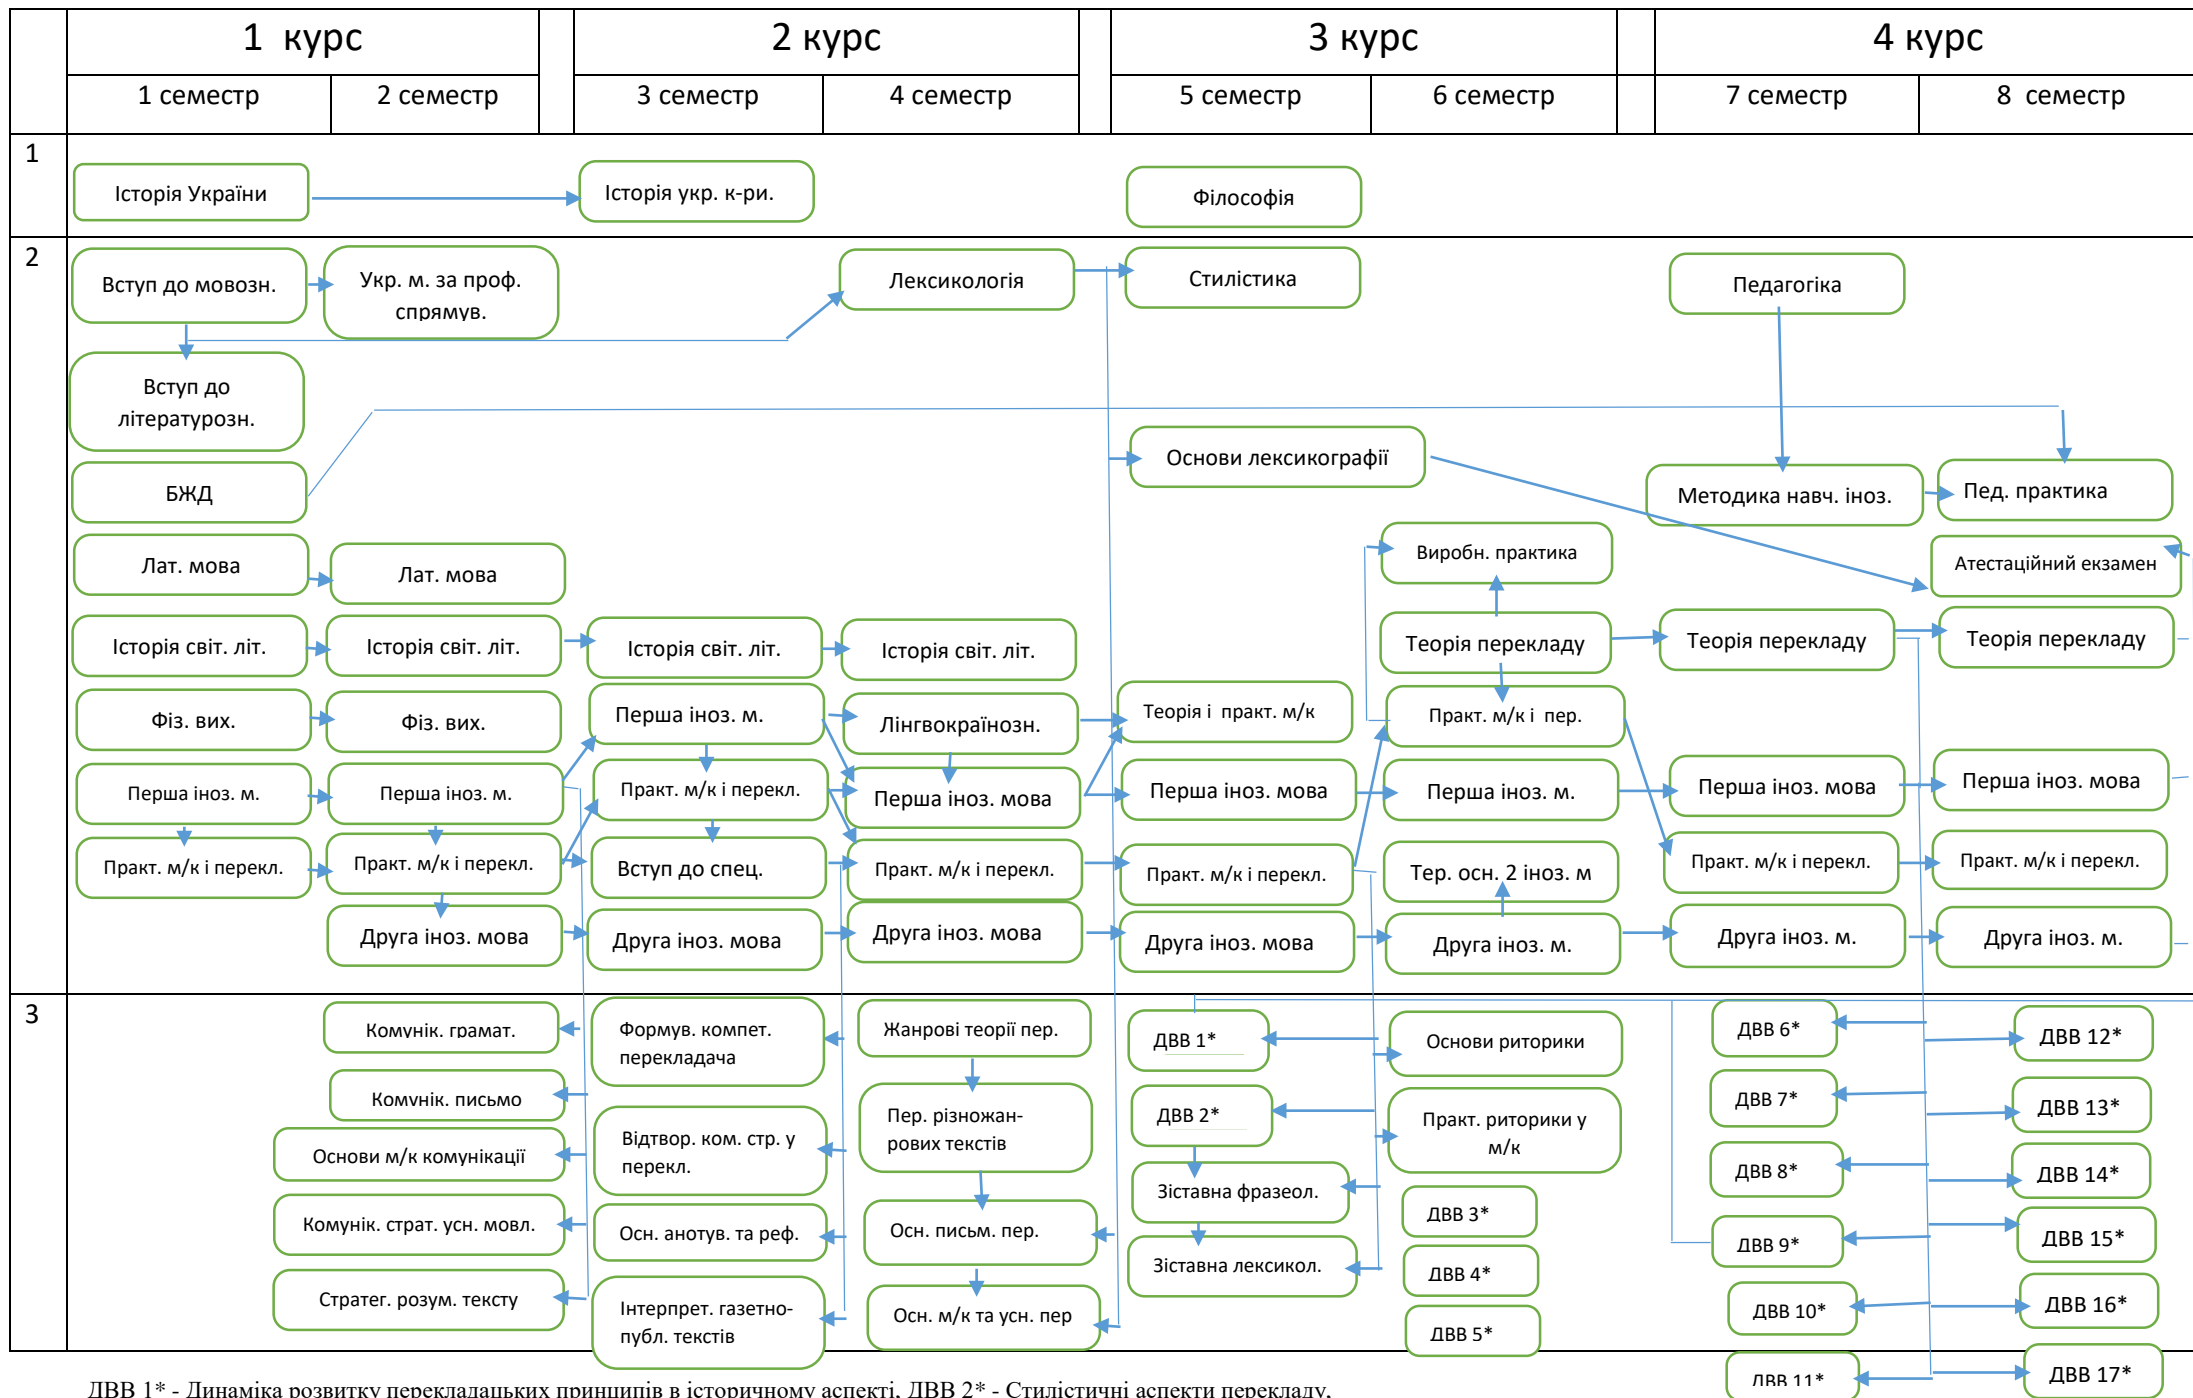 1 курс
2 курс
3 курс
4 курс
1 семестр
2 семестр
3 семестр
4 семестр
5 семестр
6 семестр
7 семестр
8 семестр
1
Історія України
Історія укр. к-ри.
Філософія
2
Вступ до мовозн.
Укр. м. за проф.
спрямув.
Лексикологія
Стилістика
Педагогіка
Вступ до
літературозн.
Основи лексикографії
БЖД
Методика навч. іноз.
Пед. практика
Лат. мова
Лат. мова
Виробн. практика
Атестаційний екзамен
Історія світ. літ.
Історія світ. літ.
Історія світ. літ.
Історія світ. літ.
Теорія перекладу
Теорія перекладу
Теорія перекладу
Фіз. вих.
Фіз. вих.
Перша іноз. м.
Лінгвокраїнозн.
Теорія і практ. м/к
Практ. м/к і пер.
Перша іноз. м.
Перша іноз. м.
Практ. м/к і перекл.
Перша іноз. мова
Перша іноз. мова
Перша іноз. м.
Перша іноз. мова
Перша іноз. мова
Практ. м/к і перекл.
Практ. м/к і перекл.
Вступ до спец.
Практ. м/к і перекл.
Практ. м/к і перекл.
Тер. осн. 2 іноз. м
Практ. м/к і перекл.
Практ. м/к і перекл.
Друга іноз. мова
Друга іноз. мова
Друга іноз. мова
Друга іноз. мова
Друга іноз. м.
Друга іноз. м.
Друга іноз. м.
3
Комунік. грамат.
Формув. компет.
перекладача
Жанрові теорії пер.
ДВВ 1*
Основи риторики
ДВВ 6*
ДВВ 12*
Комунік. письмо
Пер. різножан-
рових текстів
ДВВ 2*
Практ. риторики у
м/к
ДВВ 7*
ДВВ 13*
Основи м/к комунікації
Відтвор. ком. стр. у
перекл.
Зіставна фразеол.
ДВВ 8*
ДВВ 14*
Комунік. страт. усн. мовл.
Осн. анотув. та реф.
Осн. письм. пер.
ДВВ 3*
ДВВ 9*
ДВВ 15*
Зіставна лексикол.
ДВВ 4*
Стратег. розум. тексту
Інтерпрет. газетно-
публ. текстів
Осн. м/к та усн. пер
ДВВ 5*
ДВВ 10*
ДВВ 16*
ДВВ 11*
ДВВ 17*
ДВВ 1* - Динаміка розвитку перекладацьких принципів в історичному аспекті, ДВВ 2* - Стилістичні аспекти перекладу,